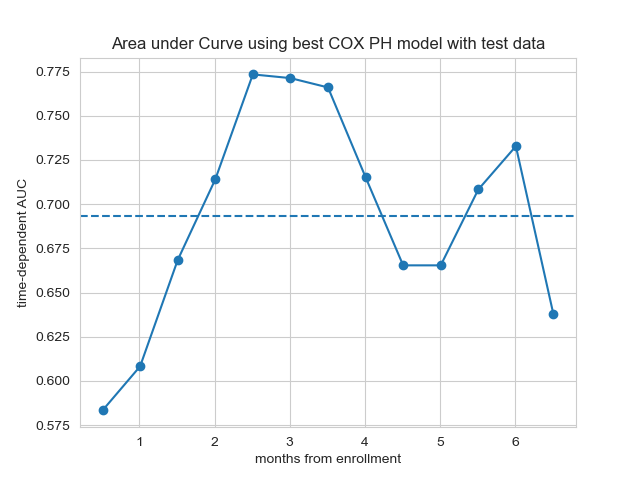 Area under Curve using best COX PH model with test data
time-dependent AUC
0.775
0.750
0.725
0.700
0.675
0.650
0.625
0.600
0.575
1 2 3 4 5 6
months from enrollment